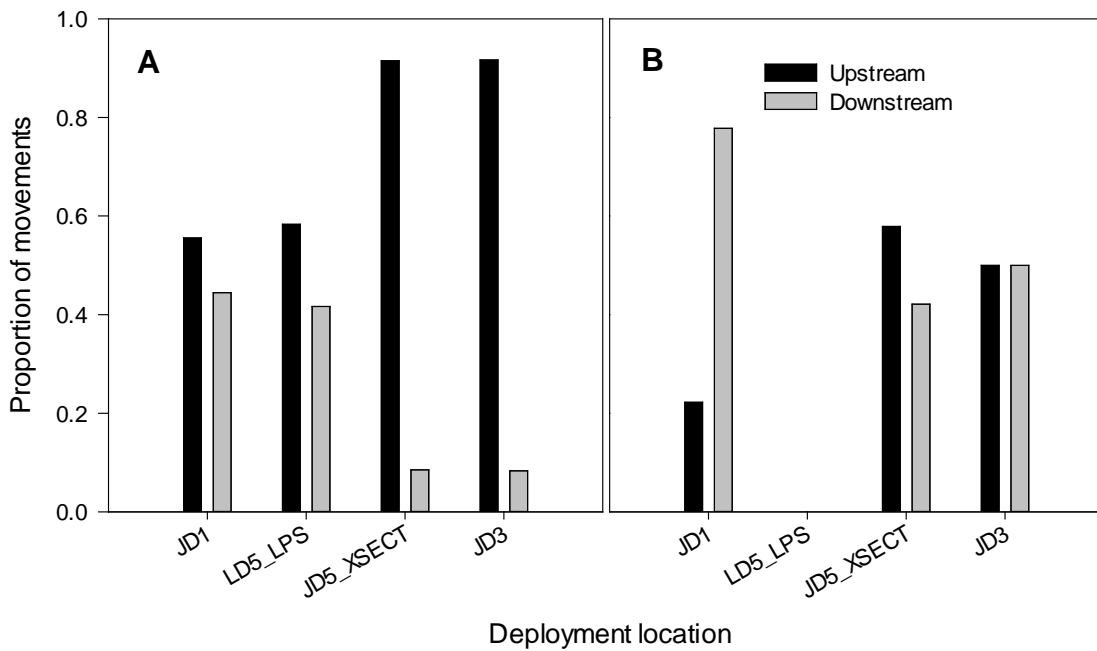 Proportion of movements
1.0
0.8
0.6
0.4
0.2
0.0
A
B
Upstream
Downstream
JD1
LD5_LPS
JD5_XSECT
JD3
JD1
LD5_LPS
JD5_XSECT
JD3
Deployment location